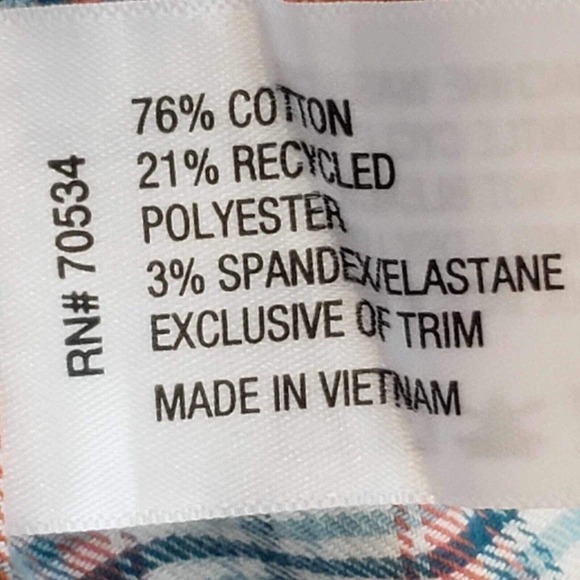 76% COTTON
21% RECYCLED
POLYESTER
3% SPANDEX/ELASTANE
EXCLUSIVE OF TRIM
MADE IN VIETNAM
RN# 70534